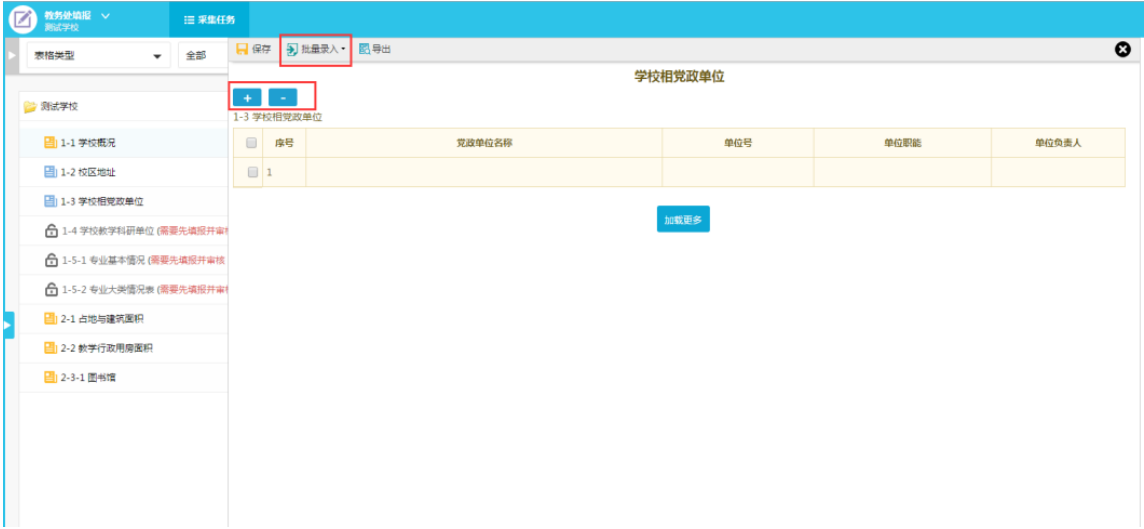 教务处填报
测试学校
采集任务
表格类型
全部
保存
批量录入
导出
学校相党政单位
测试学校
+
-
1-3 学校相党政单位
序号
党政单位名称
单位号
单位职能
单位负责人
1
加载更多
1-1 学校概况
1-2 校区地址
1-3 学校相党政单位
1-4 学校教学科研单位 (需要先填报并审
1-5-1 专业基本情况 (需要先填报并审核
1-5-2 专业大类情况表 (需要先填报并审
2-1 占地与建筑面积
2-2 教学行政用房面积
2-3-1 图书馆